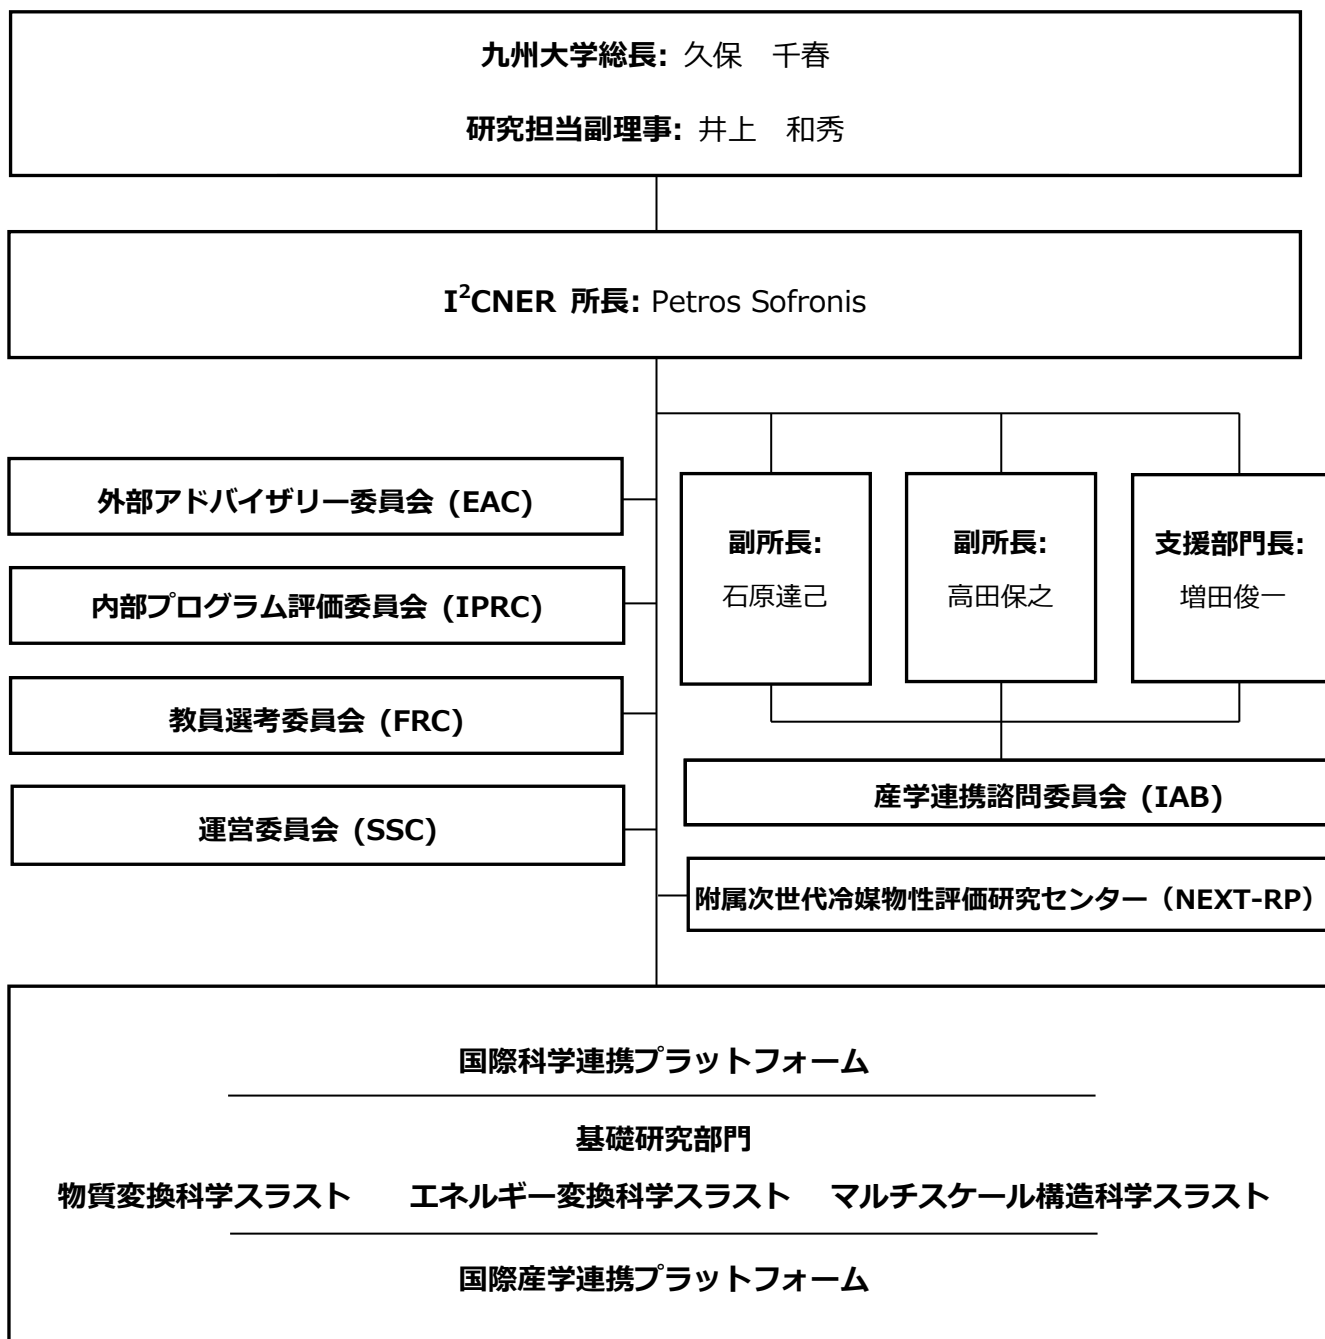 九州大学総長: 久保　千春
研究担当副理事: 井上　和秀
I²CNER 所長: Petros Sofronis
外部アドバイザリー委員会 (EAC)
内部プログラム評価委員会 (IPRC)
教員選考委員会 (FRC)
運営委員会 (SSC)
副所長:
石原達己
副所長:
高田保之
支援部門長:
増田俊一
産学連携諮問委員会 (IAB)
附属次世代冷媒物性評価研究センター（NEXT-RP）
国際科学連携プラットフォーム
基礎研究部門
物質変換科学スラスト エネルギー変換科学スラスト マルチスケール構造科学スラスト
国際産学連携プラットフォーム